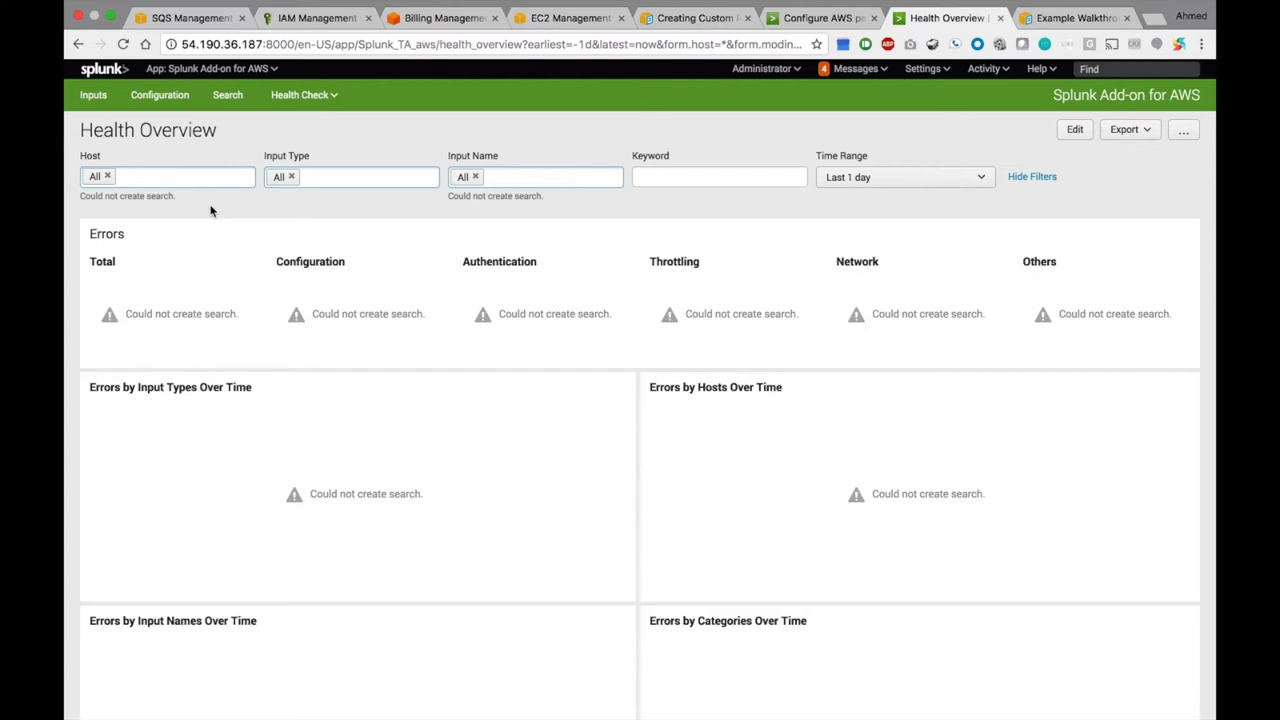 SQS Management
IAM Management
Billing Manageme
EC2 Management
Creating Custom
Configure AWS pe
Health Overview |
Example Walkthro
Ahmed
54.190.36.187:8000/en-US/app/Splunk_TA_aws/health_overview?earliest=-1d&latest=now&form.host=*&form.modin...
splunk> App: Splunk Add-on for AWS Administrator 4 Messages Settings Activity Help Find
Inputs Configuration Search Health Check Splunk Add-on for AWS
Health Overview Edit Export ...
Host Input Type Input Name Keyword Time Range
All All All Last 1 day Hide Filters
Could not create search. Could not create search.
Errors
Total Configuration Authentication Throttling Network Others
Could not create search. Could not create search. Could not create search. Could not create search. Could not create search. Could not create search.
Errors by Input Types Over Time Errors by Hosts Over Time
Could not create search. Could not create search.
Errors by Input Names Over Time Errors by Categories Over Time